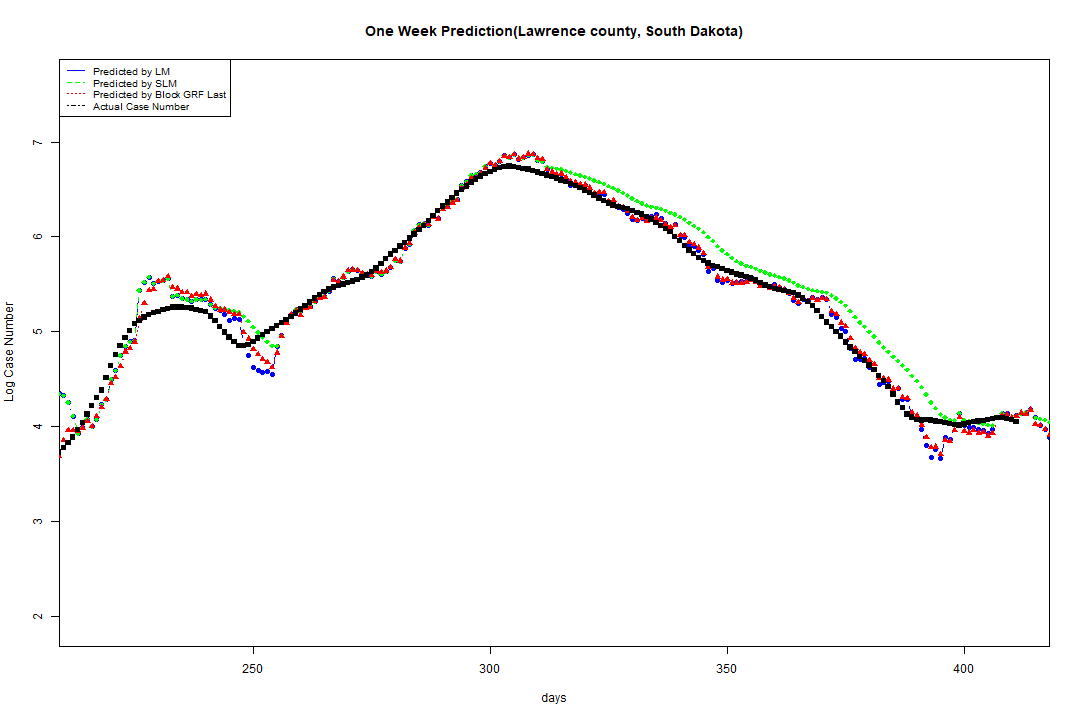 One Week Prediction(Lawrence county, South Dakota)
Predicted by LM
Predicted by SLM
Predicted by Block GRF Last
Actual Case Number
7
6
5
4
3
2
Log Case Number
250
300
350
400
days